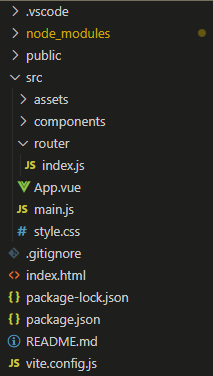 .vscode
node_modules
public
src
assets
components
router
JS index.js
App.vue
JS main.js
# style.css
.gitignore
<> index.html
{} package-lock.json
{} package.json
README.md
vite.config.js